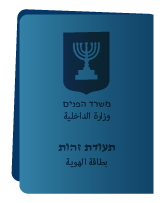 משרד הפנים
وزارة الداخلية
תעודת זהות
بطاقة الهوية